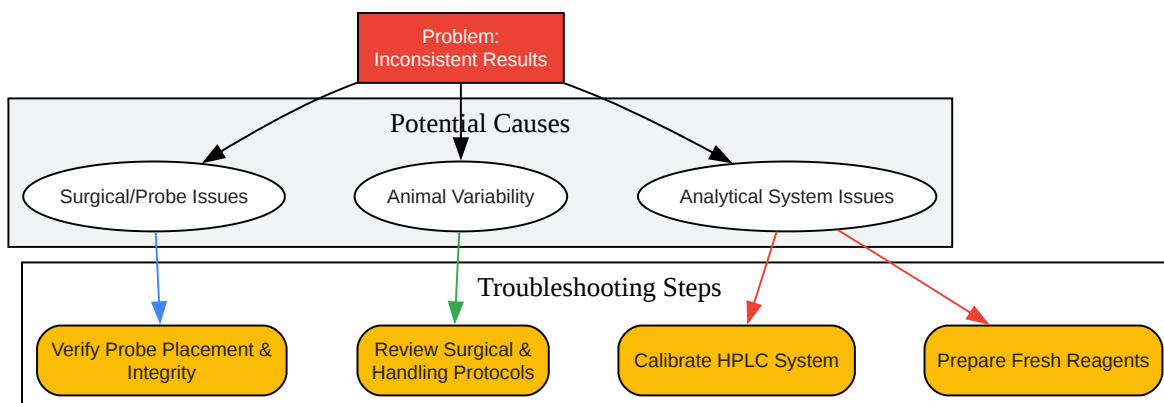 Problem:
Inconsistent Results
Potential Causes
Surgical/Probe Issues
Animal Variability
Analytical System Issues
Troubleshooting Steps
Verify Probe Placement &
Integrity
Review Surgical &
Handling Protocols
Calibrate HPLC System
Prepare Fresh Reagents